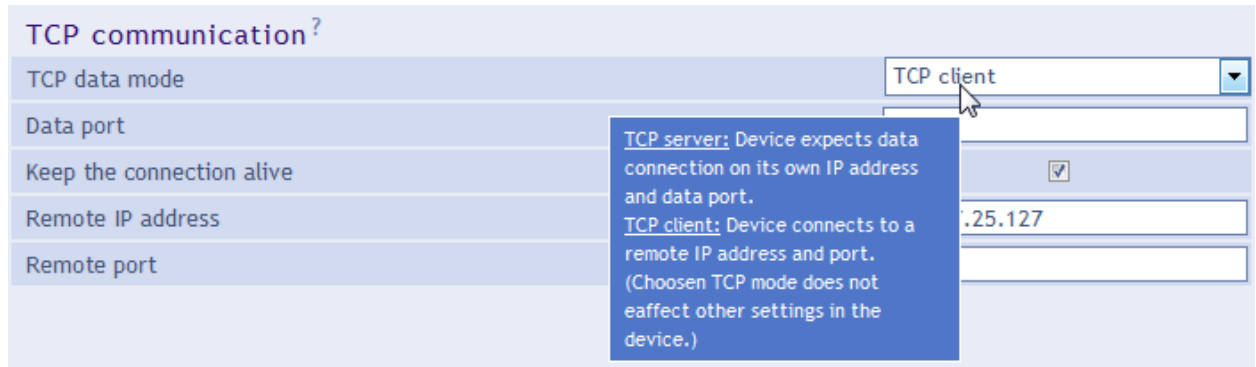 TCP communication?
TCP data mode
TCP client
Data port
TCP server: Device expects data
connection on its own IP address
and data port.
TCP client: Device connects to a
remote IP address and port.
(Choosen TCP mode does not
eaffect other settings in the
device.)
Keep the connection alive
Remote IP address
.25.127
Remote port